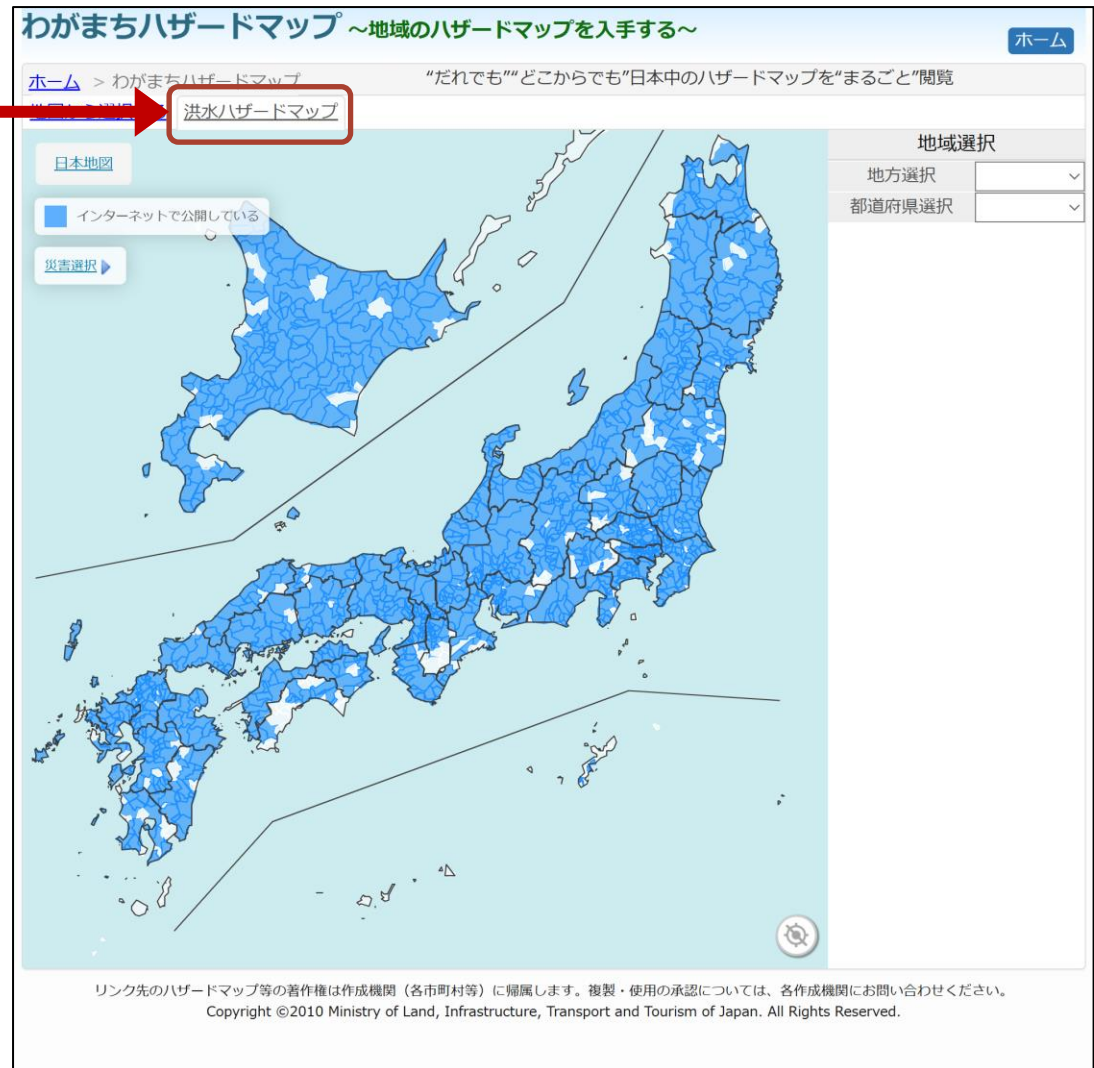 わがまちハザードマップ ～地域のハザードマップを入手する～
ホーム
ホーム > わがまちハザードマップ
“だれでも”“どこからでも”日本中のハザードマップを“まるごと”閲覧
洪水ハザードマップ
日本地図
インターネットで公開している
災害選択
地域選択
地方選択
都道府県選択
リンク先のハザードマップ等の著作権は作成機関（各市町村等）に帰属します。複製・使用の承認については、各作成機関にお問い合わせください。
Copyright ©2010 Ministry of Land, Infrastructure, Transport and Tourism of Japan. All Rights Reserved.